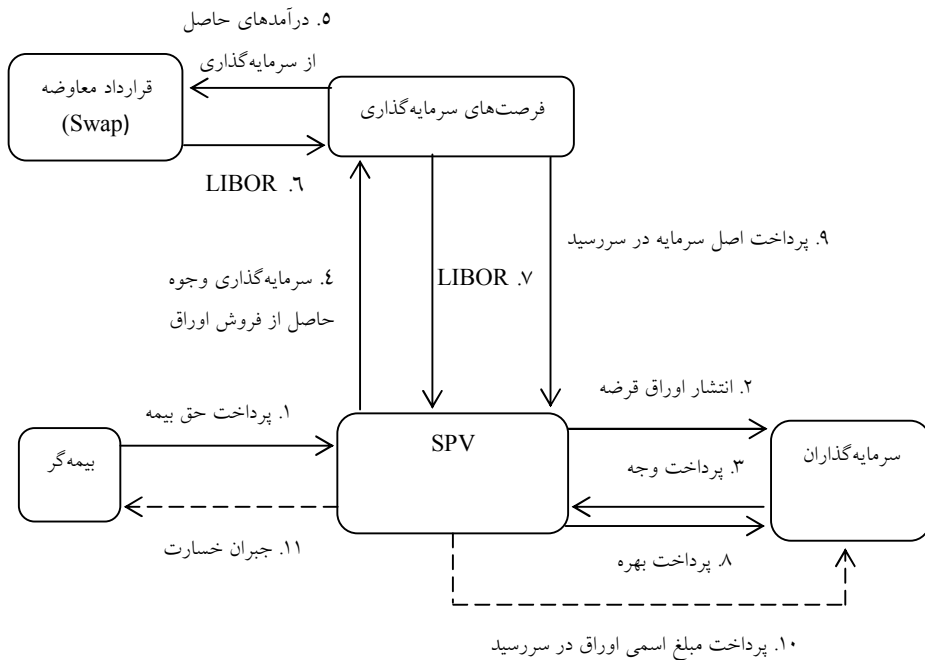 ۵. درآمدهای حاصل
از سرمایه‌گذاری
قرارداد معاوضه
(Swap)
فرصت‌های سرمایه‌گذاری
۶. LIBOR
۹. پرداخت اصل سرمایه در سررسید
۴. سرمایه‌گذاری وجوه
حاصل از فروش اوراق
۷. LIBOR
۲. انتشار اوراق قرضه
۱. پرداخت حق بیمه
SPV
بیمه‌گر
۳. پرداخت وجه
سرمایه‌گذاران
۱۱. جبران خسارت
۸. پرداخت بهره
۱۰. پرداخت مبلغ اسمی اوراق در سررسید